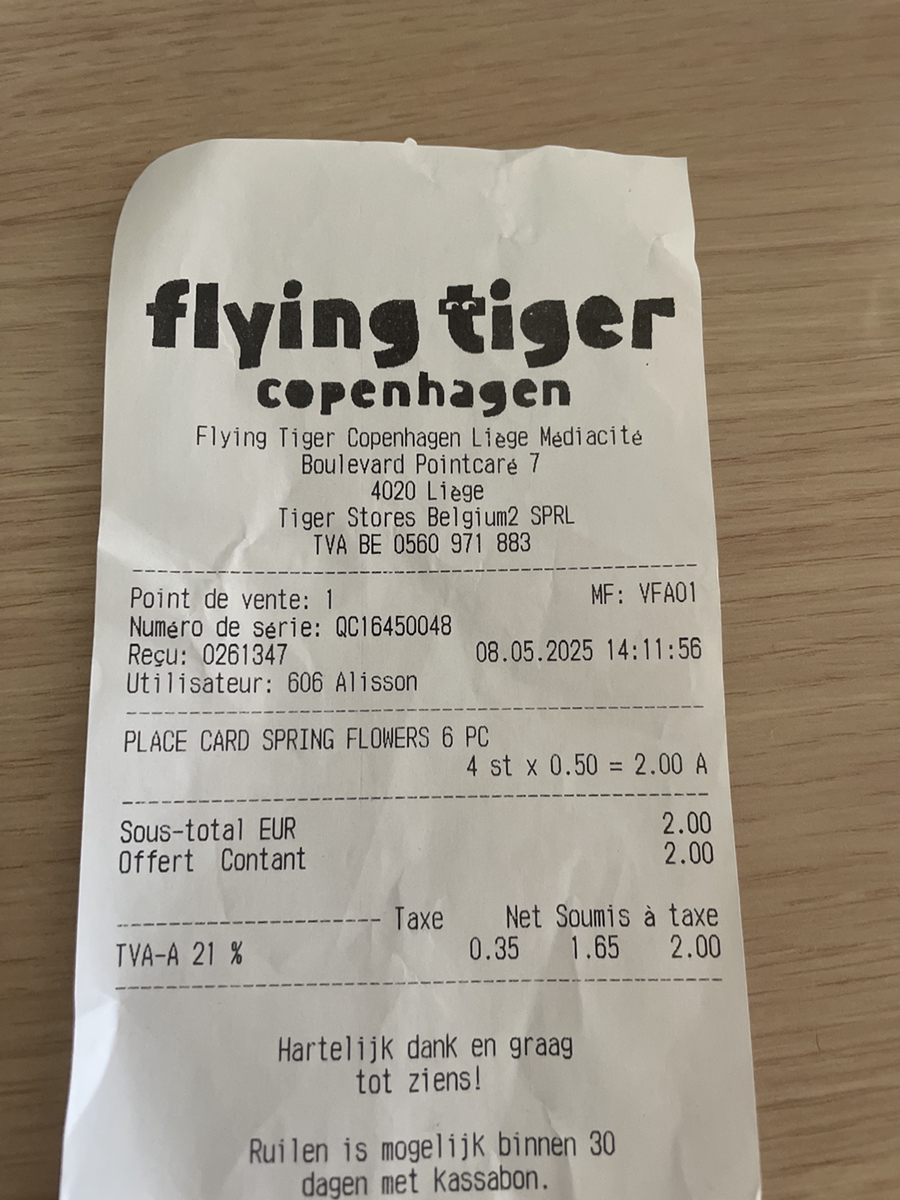 flying tiger
copenhagen
Flying Tiger Copenhagen Liège Médiacité
Boulevard Pointcaré 7
4020 Liège
Tiger Stores Belgium2 SPRL
TVA BE 0560 971 883
Point de vente: 1 MF: VFA01
Numéro de série: QC16450048
Reçu: 0261347 08.05.2025 14:11:56
Utilisateur: 606 Alisson
PLACE CARD SPRING FLOWERS 6 PC
4 st x 0.50 = 2.00 A
Sous-total EUR 2.00
Offert Contant 2.00
Taxe Net Soumis à taxe
TVA-A 21 % 0.35 1.65 2.00
Hartelijk dank en graag
tot ziens!
Ruilen is mogelijk binnen 30
dagen met kassabon.